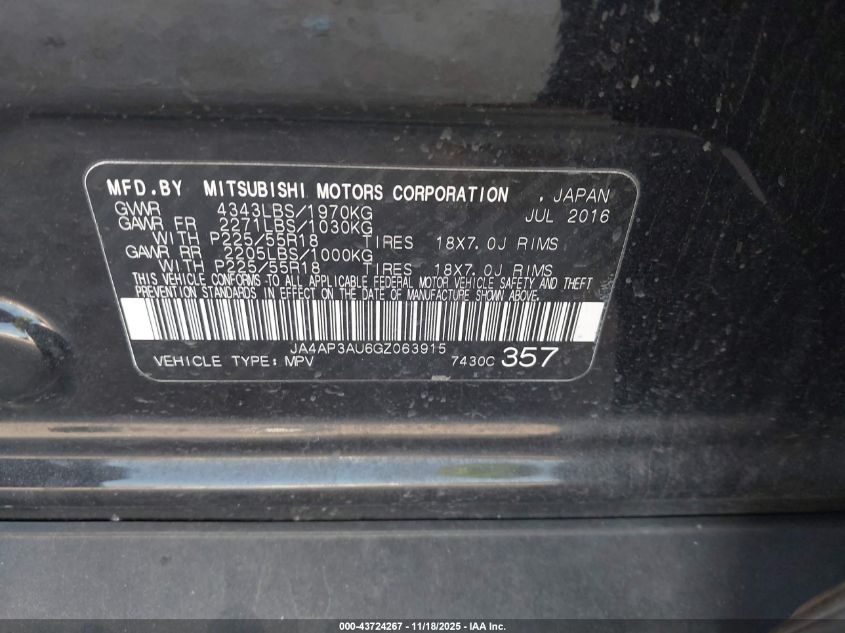 MFD.BY MITSUBISHI MOTORS CORPORATION , JAPAN
GVWR 4343LBS/1970KG JUL 2016
GAWR FR 2271LBS/1030KG
WITH P225/55R18 TIRES 18X7.0J RIMS
GAWR RR 2205LBS/1000KG
WITH P225/55R18 TIRES 18X7.0J RIMS
THIS VEHICLE CONFORMS TO ALL APPLICABLE FEDERAL MOTOR VEHICLE SAFETY AND THEFT
PREVENTION STANDARDS IN EFFECT ON THE DATE OF MANUFACTURE SHOWN ABOVE.
JA4AP3AU6GZ063915
VEHICLE TYPE: MPV 7430C 357
000-43724267 - 11/18/2025 - IAA Inc.